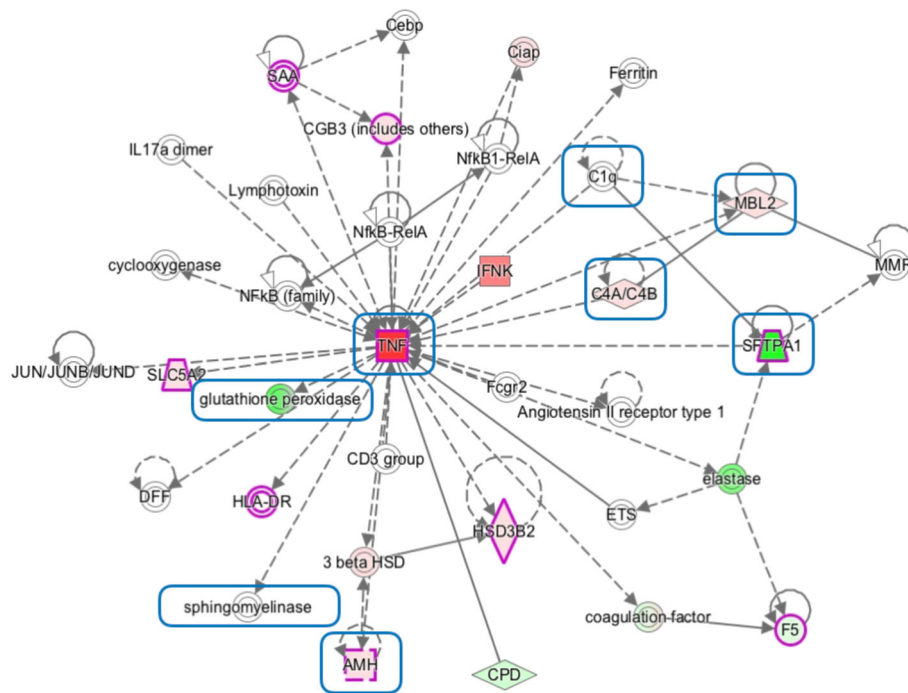 Cebp
Ciap
SAA
Ferritin
CGB3 (includes others)
IL17a dimer
NfkB1-RelA
C1q
Lymphotoxin
MBL2
NfkB-RelA
cyclooxygenase
IFNK
MMP
NFkB (family)
C4A/C4B
TNF
SFTPA1
JUN/JUNB/JUND
SLC5A2
Fcgr2
glutathione peroxidase
Angiotensin II receptor type 1
CD3 group
elastase
DFF
HLA-DR
ETS
HSD3B2
3 beta HSD
sphingomyelinase
coagulation factor
F5
AMH
CPD